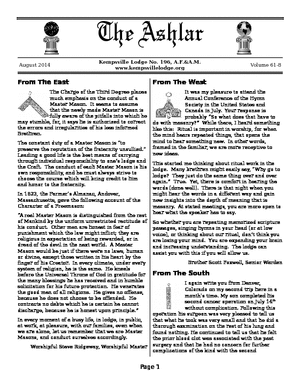 The Ashlar
Kempsville Lodge No. 196, A.F.&A.M.
August 2014
www.kempsvillelodge.org
Volume 61-8
From The East
The Charge of the Third Degree places
much emphasis on the conduct of a
Master Mason. It seems to assume
that the newly made Master Mason is
fully aware of the pitfalls into which he
may stumble, for, it says he is authorized to correct the
errors and irregularities of his less informed
Brethren.
The constant duty of a Master Mason is "to
preserve the reputation of the fraternity unsullied."
Leading a good life is the best means of carrying
through individual responsibility to one's lodge and
the Craft. The conduct of each Master Mason is his
own responsibility, and he must always strive to
choose the course which will bring credit to him
and honor to the fraternity.
In 1822, the Farmer's Almanac, Andover,
Massachusetts, gave the following account of the
Character of a Freemason:
"A real Mason is distinguished from the rest
of Mankind by the uniform unrestrained rectitude of
his conduct. Other men are honest in fear of
punishment which the law might inflict; they are
religious in expectation of being rewarded, or in
dread of the devil in the next world. A Mason
would be just if there were no laws, human
or divine, except those written in his heart by the
finger of his Creator. In every climate, under every
system of religion, he is the same. He kneels
before the Universal Throne of God in gratitude for
the many blessings he has received and in humble
solicitation for his future protection. He venerates
the good men of all religions. He gives no offense,
because he does not choose to be offended. He
contracts no debts which he is certain he cannot
discharge, because he is honest upon principle."
In every moment of a busy life, in lodge, in public,
at work, at pleasure, with our families, even when
we are alone, let us remember that we are Master
Masons, and conduct ourselves accordingly.
Worshipful Steve Ridgeway, Worshipful Master
From The West
It was my pleasure to attend the
Annual Conference of the Hymn
Society in the United States and
Canada in July. Your response is
probably "So what does that have to
do with masonry?" While there, I heard something
like this: Ritual is important in worship, for when
the mind hears repeated things, that opens the
mind to hear something new. In other words,
framed in the familiar, we are more receptive to
new ideas.
This started me thinking about ritual work in the
lodge. Many brothers might easily say, "Why go to
lodge? They just do the same thing over and over
again." True. Yet, there is comfort in hearing the
words (done well). There is that night when you
might hear the words in a different way and gain
new insights into the depth of meaning that is
masonry. At stated meetings, you are more open to
hear what the speaker has to say.
So whether you are repeating memorized scripture
passages, singing hymns in your head (or at low
voice), or thinking about our Ritual, don't think you
are losing your mind. You are expanding your brain
and increasing understanding. The lodge can
assist you with this if you will allow us.
Brother Scott Fraswell, Senior Warden
From The South
I again write you from Denver,
Colorado on my second trip here in a
month's time. My son completed his
second cancer operation on July 16th
without complication. Following this
operation his surgeon was very pleased to tell us
that what he took was very small and that he did a
thorough examination on the rest of his lung and
found nothing. He continued to tell us that he felt
the prior blood clot was associated with the past
surgery and that he had no concern for further
complications of the kind with the second
Page 1